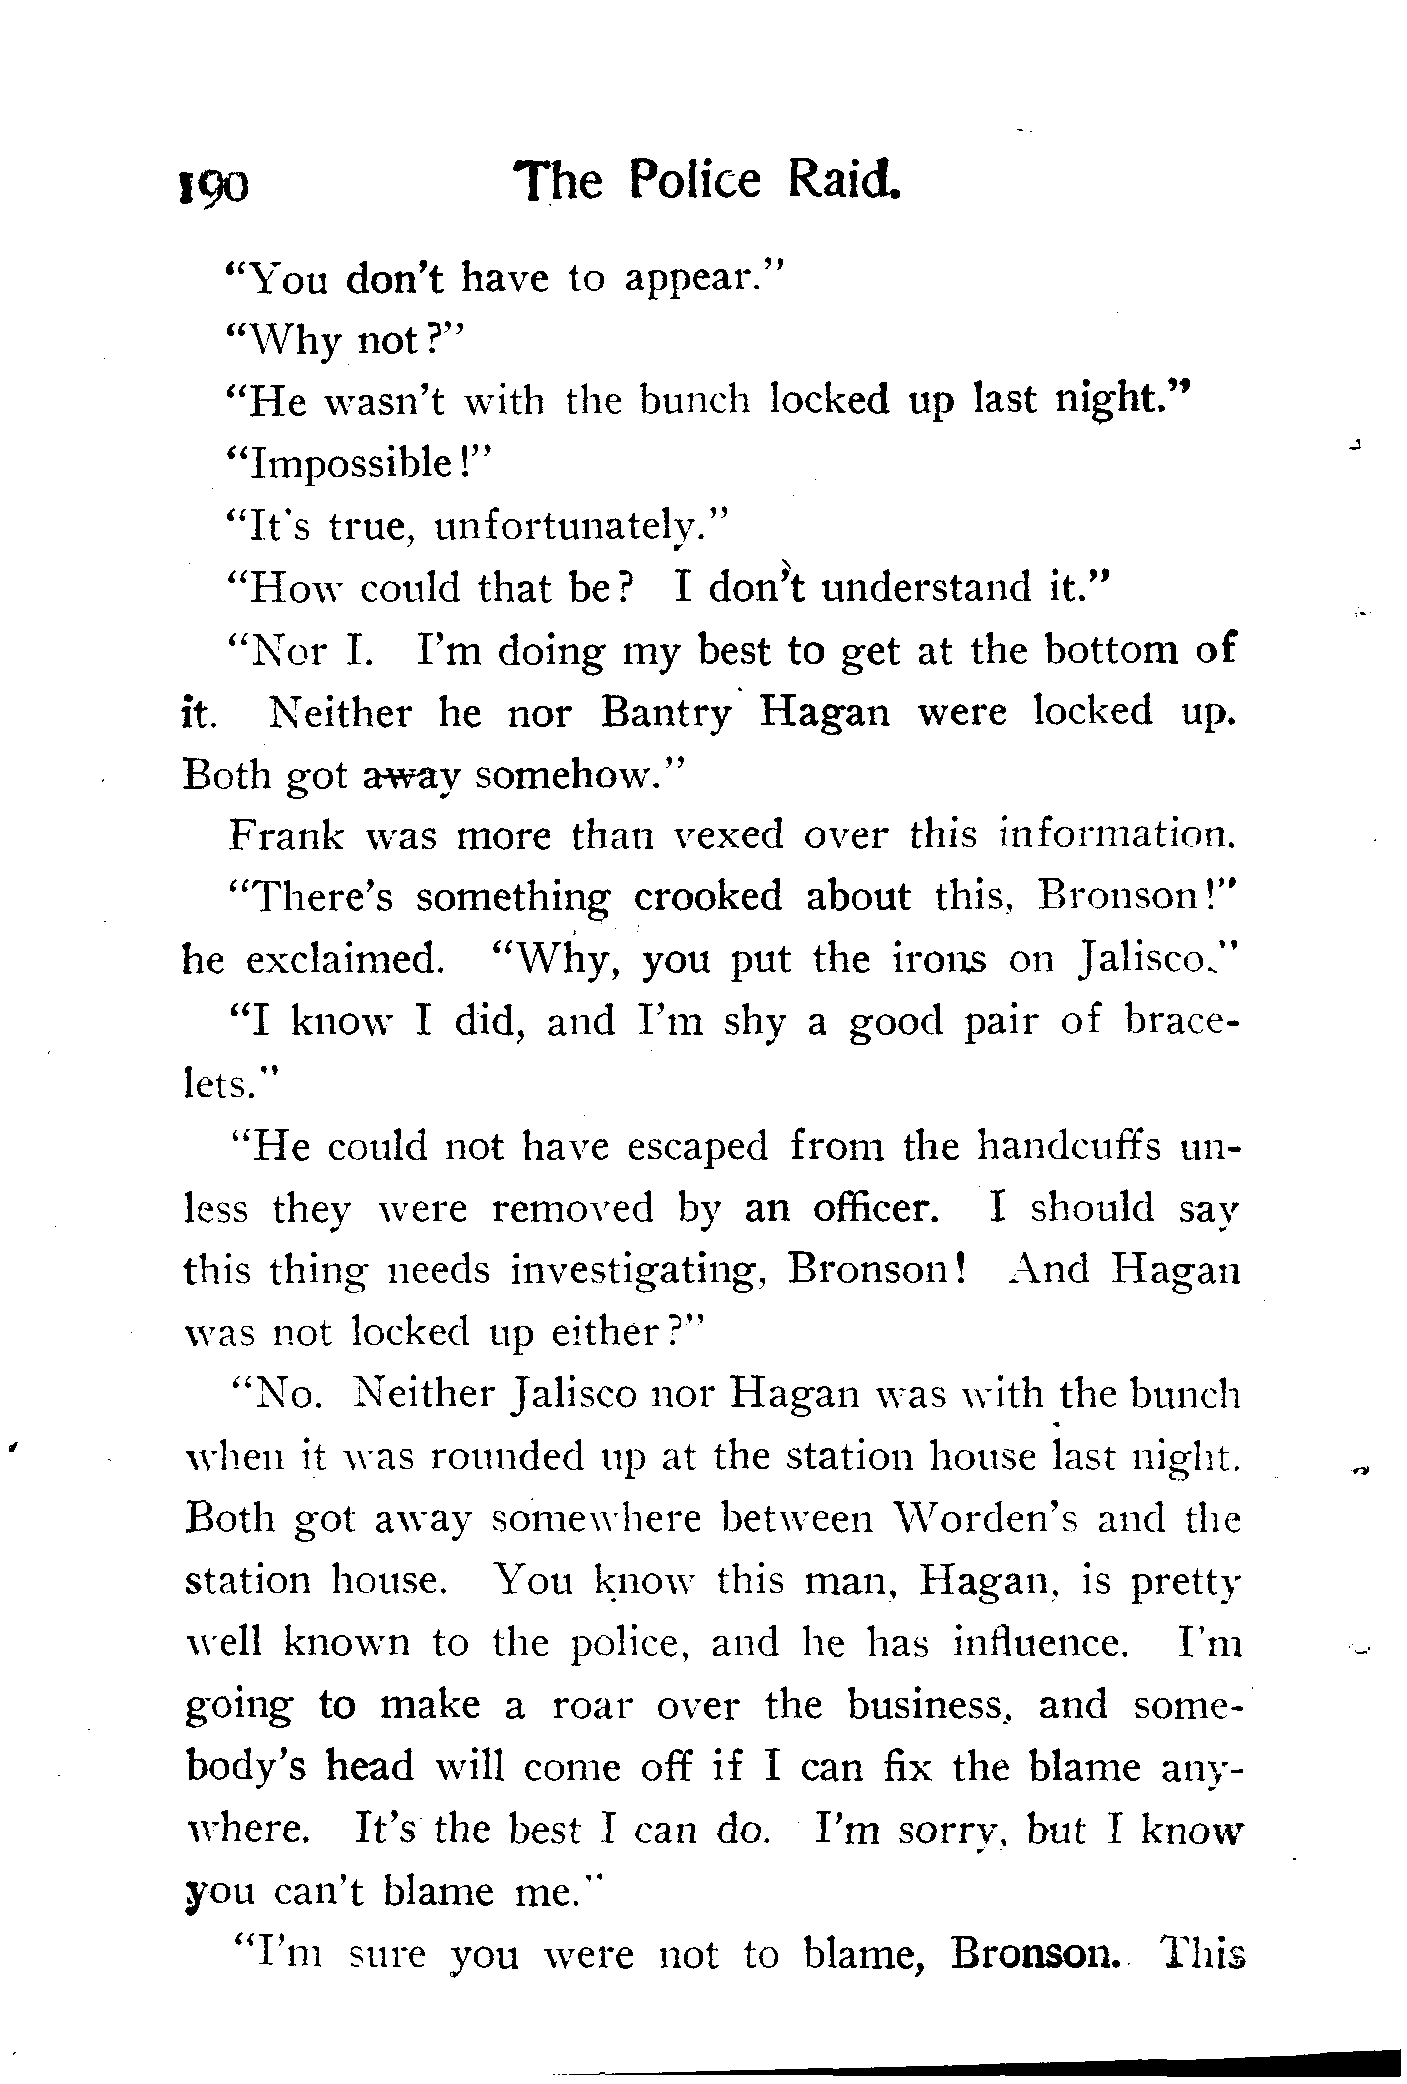 190 The Police Raid.
“You don’t have to appear.”
“Why not?”
“He wasn’t with the bunch locked up last night.”
“Impossible!”
“It’s true, unfortunately.”
“How could that be? I don’t understand it.”
“Nor I. I’m doing my best to get at the bottom of
it. Neither he nor Bantry Hagan were locked up.
Both got away somehow.”
Frank was more than vexed over this information.
“There’s something crooked about this, Bronson!”
he exclaimed. “Why, you put the irons on Jalisco.”
“I know I did, and I’m shy a good pair of brace-
lets.”
“He could not have escaped from the handcuffs un-
less they were removed by an officer. I should say
this thing needs investigating, Bronson! And Hagan
was not locked up either?”
“No. Neither Jalisco nor Hagan was with the bunch
when it was rounded up at the station house last night.
Both got away somewhere between Worden’s and the
station house. You know this man, Hagan, is pretty
well known to the police, and he has influence. I’m
going to make a roar over the business, and some-
body’s head will come off if I can fix the blame any-
where. It’s the best I can do. I’m sorry, but I know
you can’t blame me.”
“I’m sure you were not to blame, Bronson. This